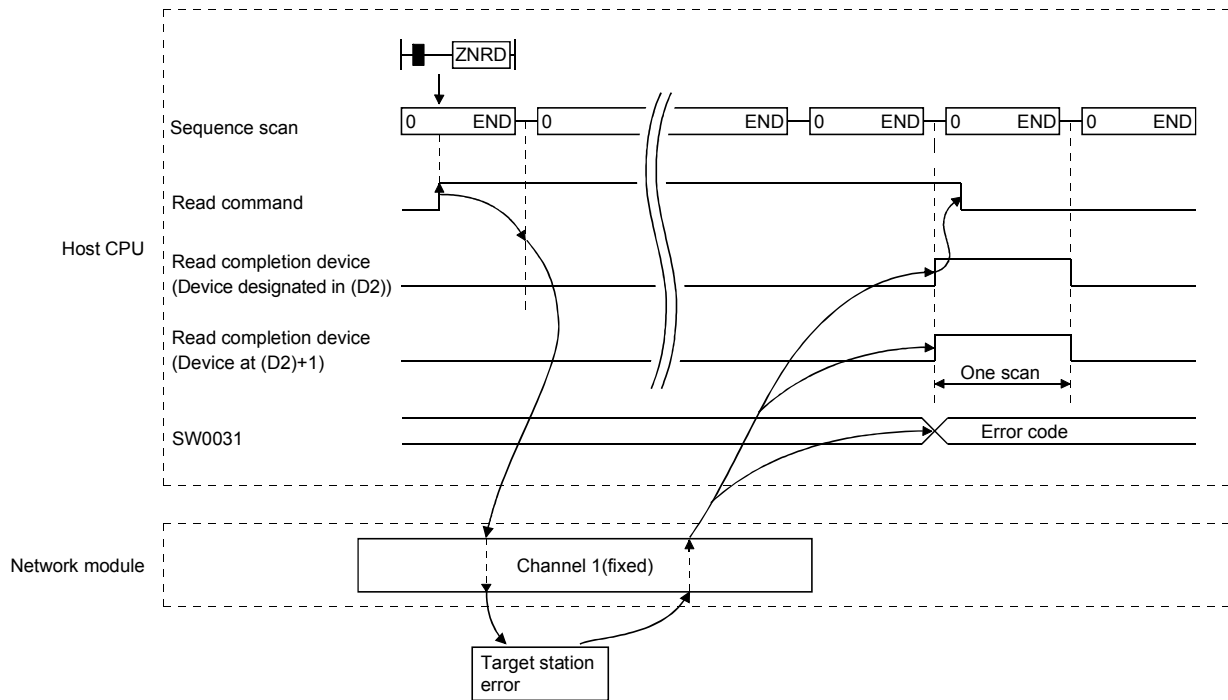 ZNRD
Sequence scan
0 END 0 END 0 END 0 END 0 END
Read command
Host CPU
Read completion device
(Device designated in (D2))
Read completion device
(Device at (D2)+1)
One scan
SW0031
Error code
Network module
Channel 1(fixed)
Target station
error